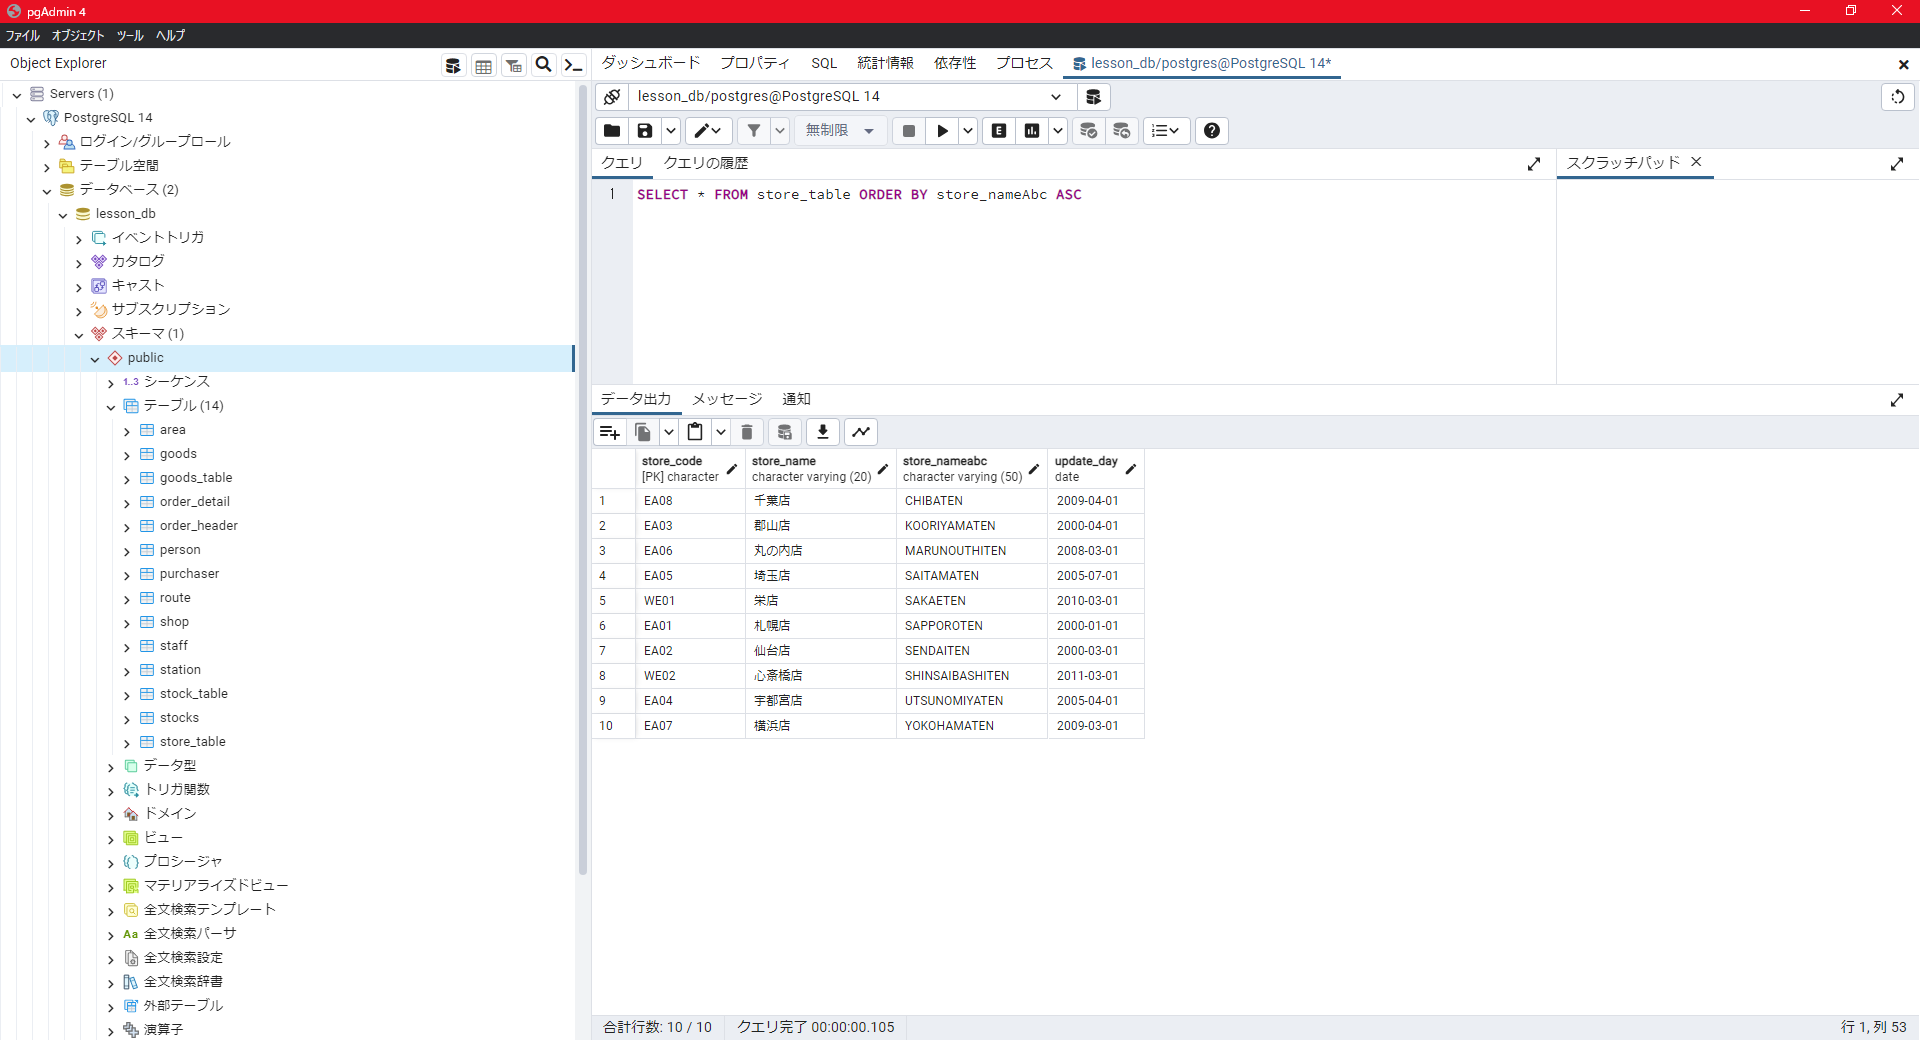 pgAdmin 4
ファイル オブジェクト ツール ヘルプ
Object Explorer
Servers (1)
PostgreSQL 14
ログイン/グループロール
テーブル空間
データベース (2)
lesson_db
イベントトリガ
カタログ
キャスト
サブスクリプション
スキーマ (1)
public
1..3 シーケンス
テーブル (14)
area
goods
goods_table
order_detail
order_header
person
purchaser
route
shop
staff
station
stock_table
stocks
store_table
データ型
トリガ関数
ドメイン
ビュー
プロシージャ
マテリアライズドビュー
全文検索テンプレート
Aa 全文検索パーサ
全文検索設定
全文検索辞書
外部テーブル
演算子
ダッシュボード プロパティ SQL 統計情報 依存性 プロセス lesson_db/postgres@PostgreSQL 14*
lesson_db/postgres@PostgreSQL 14
無制限 E
クエリ クエリの履歴 スクラッチパッド
1 SELECT * FROM store_table ORDER BY store_nameAbc ASC
データ出力 メッセージ 通知
store_code store_name store_nameabc update_day
[PK] character character varying (20) character varying (50) date
1 EA08 千葉店 CHIBATEN 2009-04-01
2 EA03 郡山店 KOORIYAMATEN 2000-04-01
3 EA06 丸の内店 MARUNOUTHITEN 2008-03-01
4 EA05 埼玉店 SAITAMATEN 2005-07-01
5 WE01 栄店 SAKAETEN 2010-03-01
6 EA01 札幌店 SAPPOROTEN 2000-01-01
7 EA02 仙台店 SENDAITEN 2000-03-01
8 WE02 心斎橋店 SHINSAIBASHITEN 2011-03-01
9 EA04 宇都宮店 UTSUNOMIYATEN 2005-04-01
10 EA07 横浜店 YOKOHAMATEN 2009-03-01
合計行数: 10 / 10 クエリ完了 00:00:00.105 行 1, 列 53